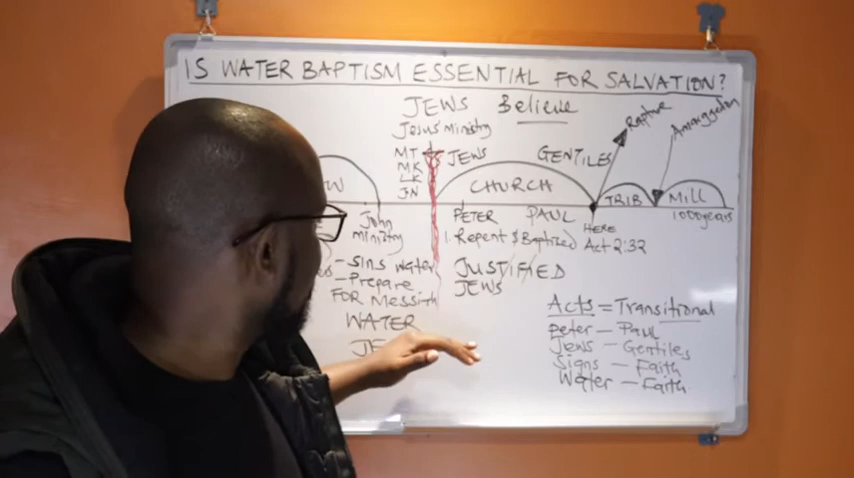 IS WATER BAPTISM ESSENTIAL FOR SALVATION?
JEWS Believe
Jesus' Ministry
MT
MK
LK
JN
JEWS
GENTILES
Rapture
Armaggedon
W
CHURCH
TRIB
Mill
1000years
John
ministry
PETER PAUL
HERE
1. Repent & Baptized Act 2:32
- Sins water
- Prepare
FOR Messiah
WATER
JUSTIFIED
JEWS
Acts = Transitional
Peter - Paul
Jews - Gentiles
Signs - Faith
Water - Faith